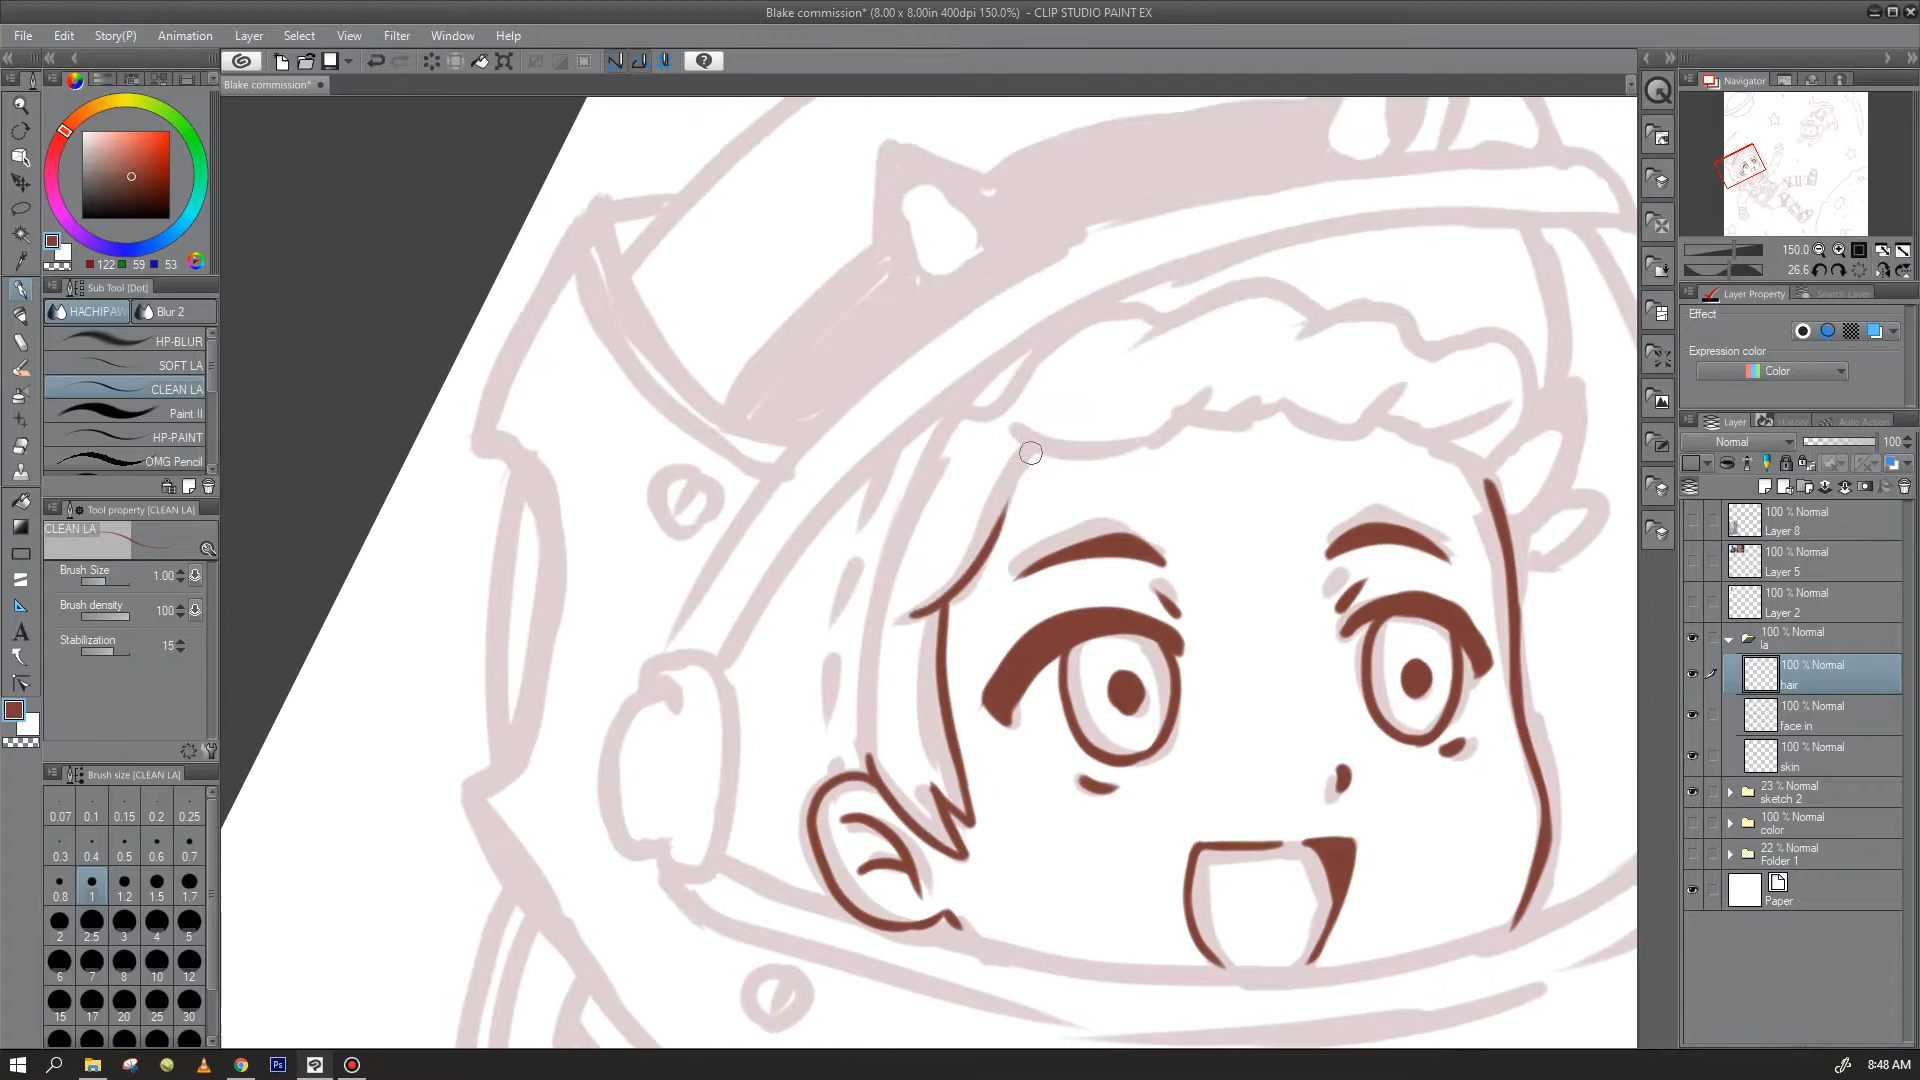 Blake commission* (8.00 x 8.00in 400dpi 150.0%) - CLIP STUDIO PAINT EX
File Edit Story(P) Animation Layer Select View Filter Window Help
Blake commission*
Navigator
122 59 53
150.0
26.6
Sub Tool [Dot]
HACHIPAW Blur 2
HP-BLUR
SOFT LA
CLEAN LA
Paint II
HP-PAINT
OMG Pencil
Layer Property Search Layer
Effect
Expression color
Color
Tool property [CLEAN LA]
CLEAN LA
Brush Size 1.00
Brush density 100
Stabilization 15
Layer History Auto Action
Normal 100
100 % Normal
Layer 8
100 % Normal
Layer 5
100 % Normal
Layer 2
100 % Normal
la
100 % Normal
hair
100 % Normal
face in
100 % Normal
skin
23 % Normal
sketch 2
100 % Normal
color
22 % Normal
Folder 1
Paper
Brush size [CLEAN LA]
0.07 0.1 0.15 0.2 0.25
0.3 0.4 0.5 0.6 0.7
0.8 1 1.2 1.5 1.7
2 2.5 3 4 5
6 7 8 10 12
15 17 20 25 30
Ps
8:48 AM